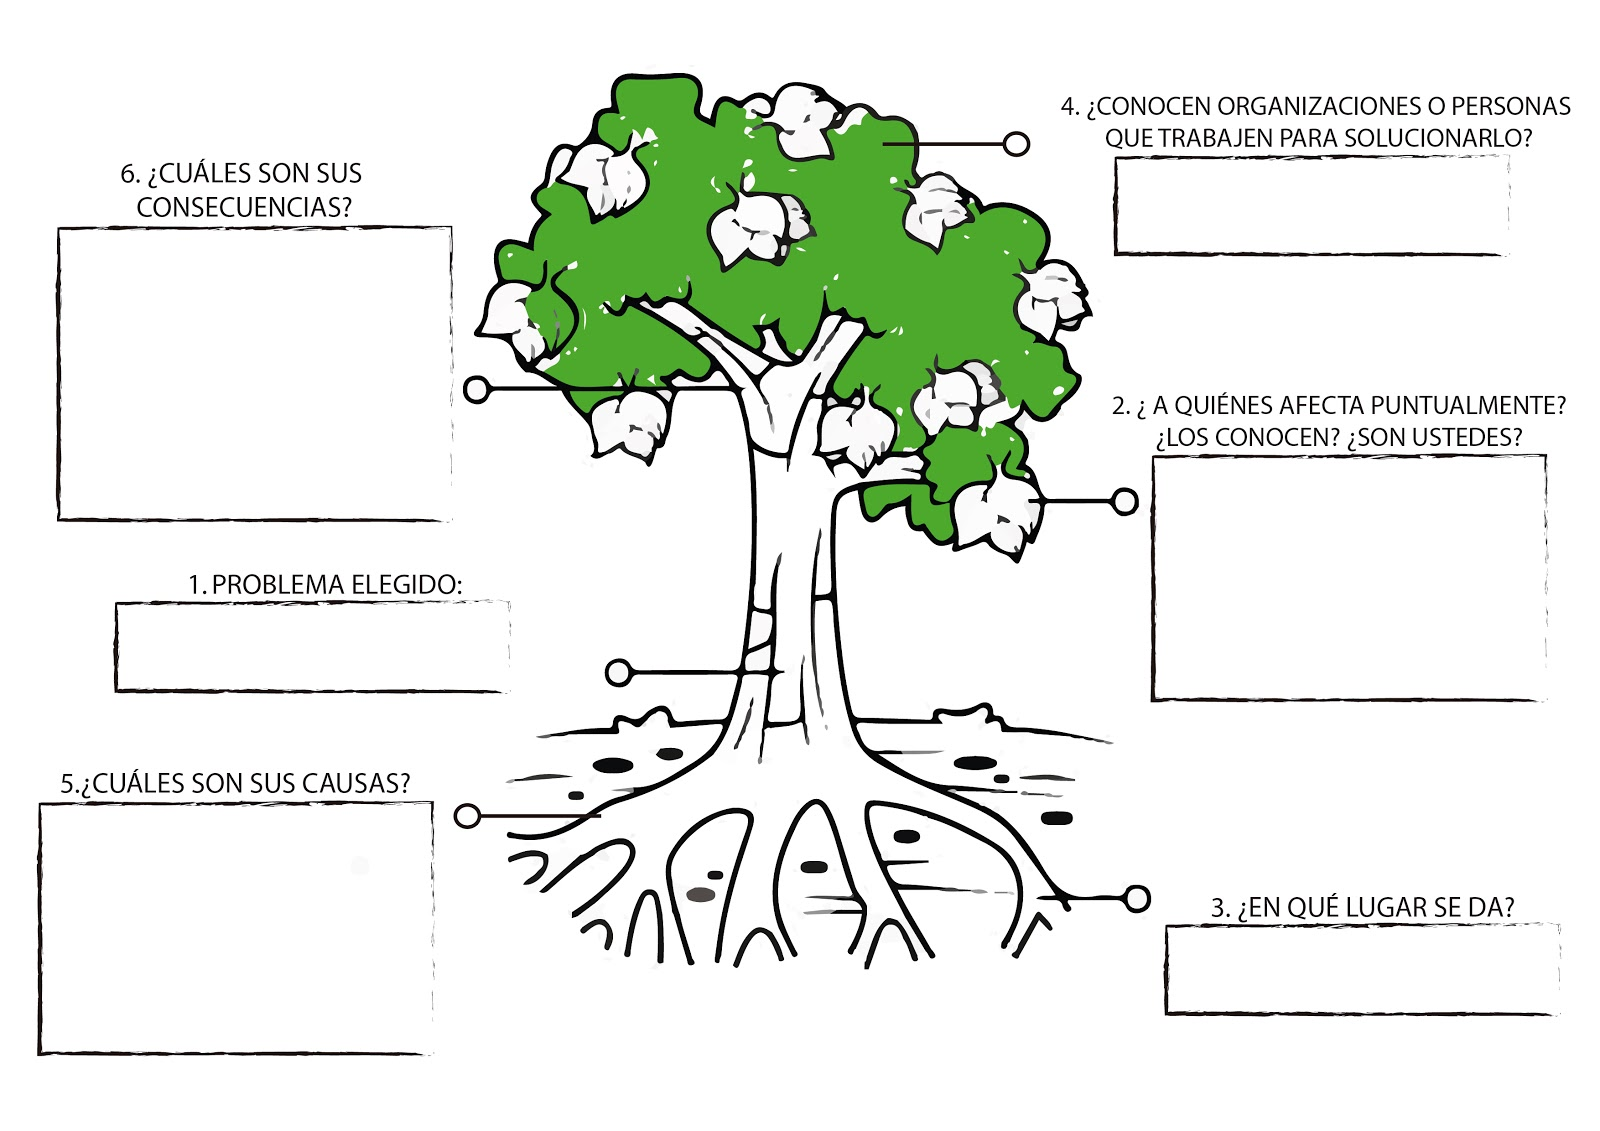 4. ¿CONOCEN ORGANIZACIONES O PERSONAS
QUE TRABAJEN PARA SOLUCIONARLO?
6. ¿CUÁLES SON SUS
CONSECUENCIAS?
2. ¿ A QUIÉNES AFECTA PUNTUALMENTE?
¿LOS CONOCEN? ¿SON USTEDES?
1. PROBLEMA ELEGIDO:
5.¿CUÁLES SON SUS CAUSAS?
3. ¿EN QUÉ LUGAR SE DA?